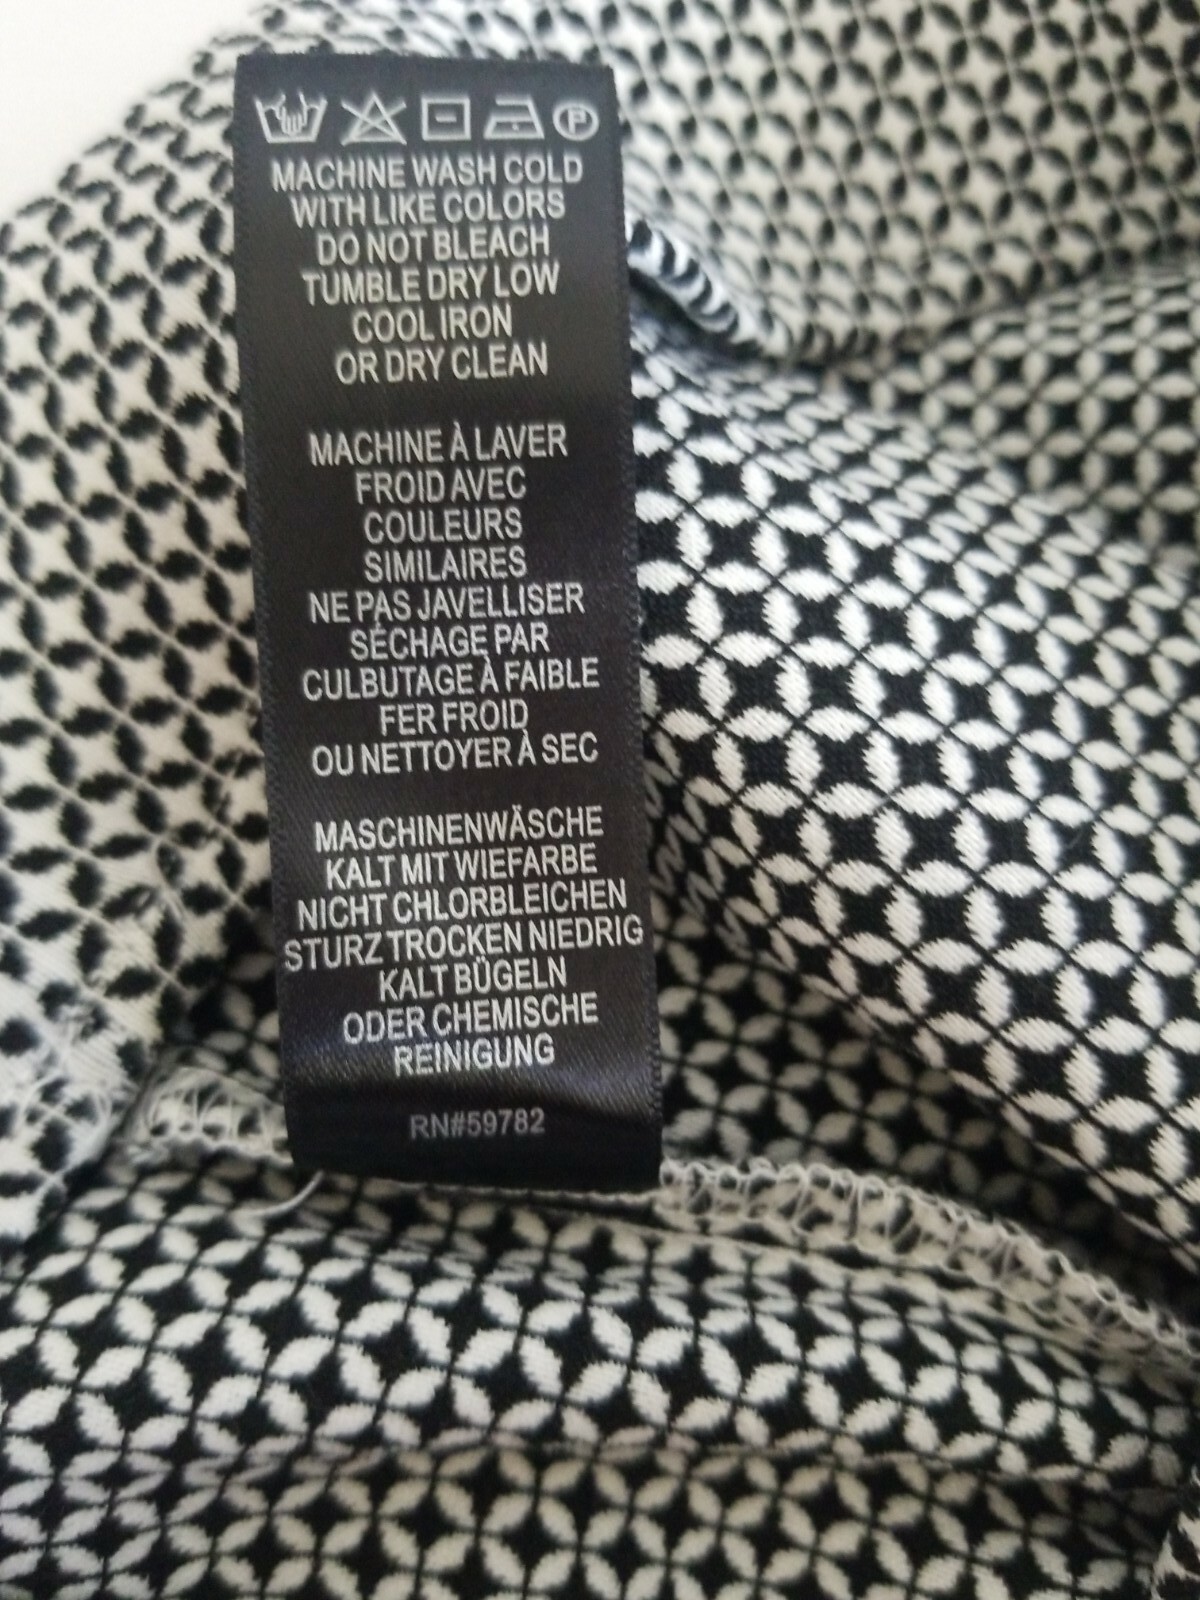 MACHINE WASH COLD
WITH LIKE COLORS
DO NOT BLEACH
TUMBLE DRY LOW
COOL IRON
OR DRY CLEAN
MACHINE À LAVER
FROID AVEC
COULEURS
SIMILAIRES
NE PAS JAVELLISER
SÉCHAGE PAR
CULBUTAGE À FAIBLE
FER FROID
OU NETTOYER À SEC
MASCHINENWÄSCHE
KALT MIT WIEFARBE
NICHT CHLORBLEICHEN
STURZ TROCKEN NIEDRIG
KALT BÜGELN
ODER CHEMISCHE
REINIGUNG
RN#59782